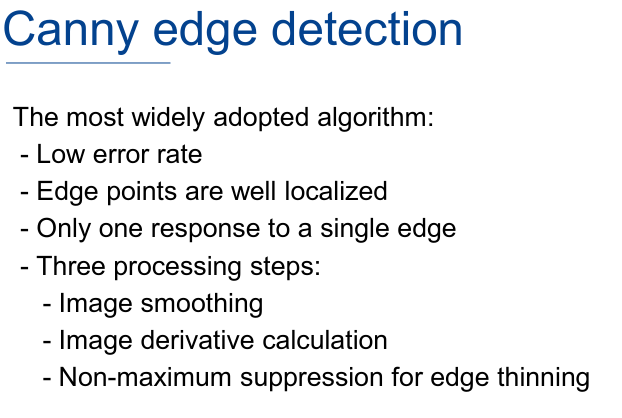 Canny edge detection
The most widely adopted algorithm:
- Low error rate
- Edge points are well localized
- Only one response to a single edge
- Three processing steps:
- Image smoothing
- Image derivative calculation
- Non-maximum suppression for edge thinning